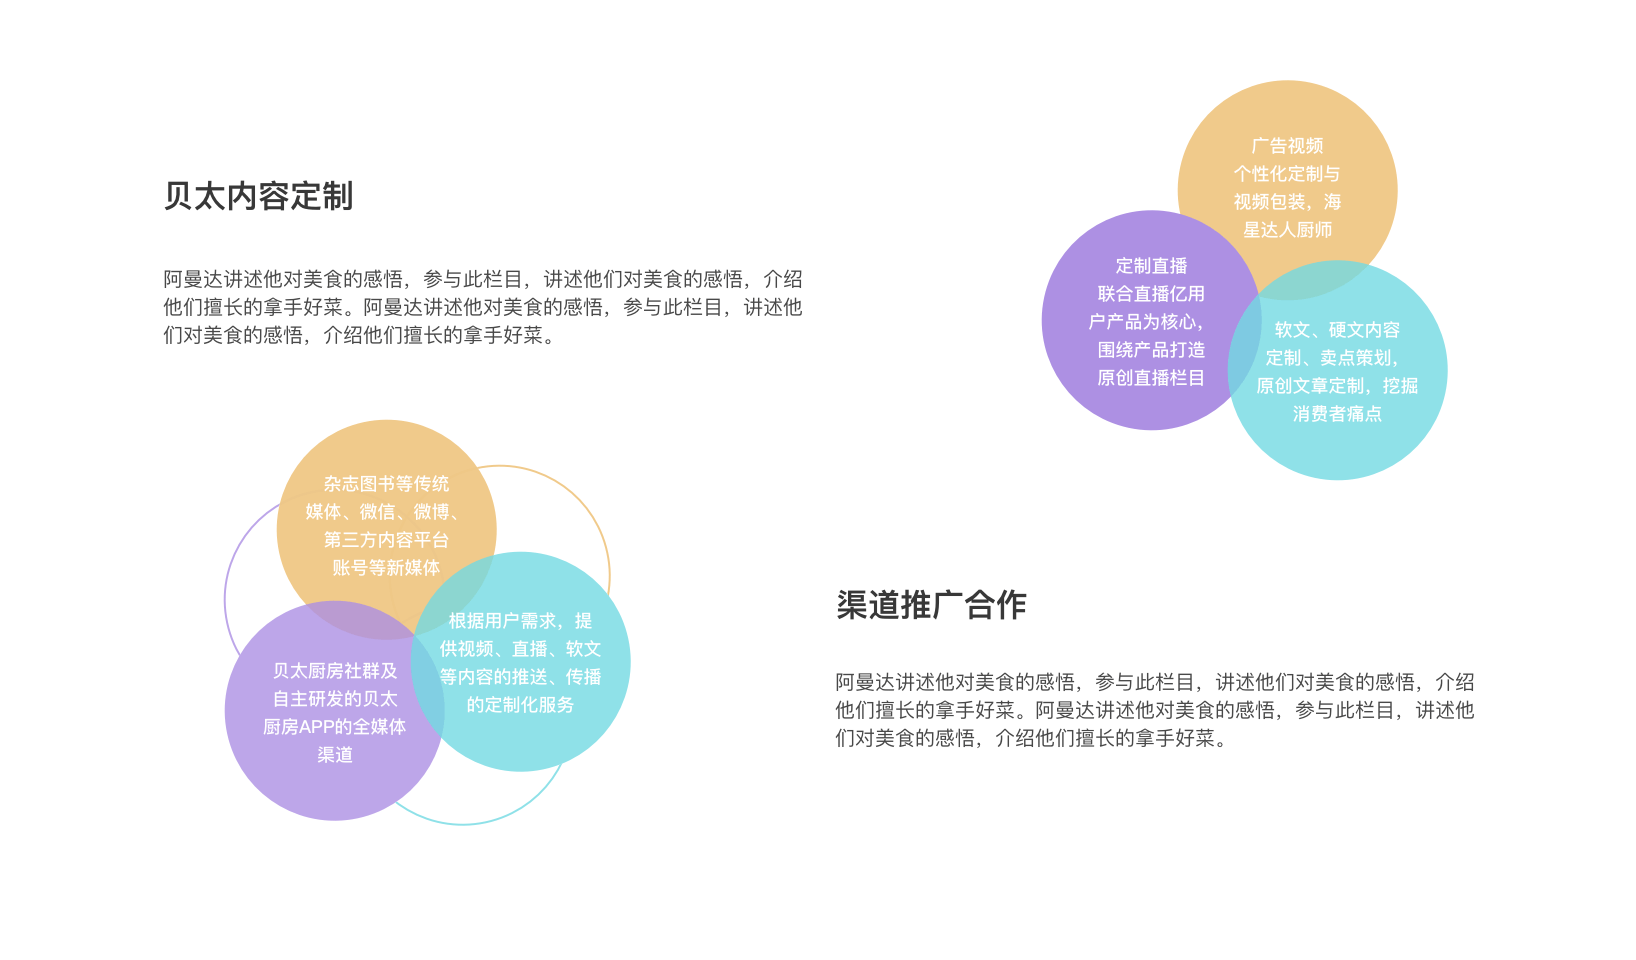 贝太内容定制
阿曼达讲述他对美食的感悟，参与此栏目，讲述他们对美食的感悟，介绍
他们擅长的拿手好菜。阿曼达讲述他对美食的感悟，参与此栏目，讲述他
们对美食的感悟，介绍他们擅长的拿手好菜。
广告视频
个性化定制与
视频包装，海
星达人厨师
定制直播
联合直播亿用
户产品为核心，
围绕产品打造
原创直播栏目
软文、硬文内容
定制、卖点策划，
原创文章定制，挖掘
消费者痛点
杂志图书等传统
媒体、微信、微博、
第三方内容平台
账号等新媒体
根据用户需求，提
供视频、直播、软文
等内容的推送、传播
的定制化服务
贝太厨房社群及
自主研发的贝太
厨房APP的全媒体
渠道
渠道推广合作
阿曼达讲述他对美食的感悟，参与此栏目，讲述他们对美食的感悟，介绍
他们擅长的拿手好菜。阿曼达讲述他对美食的感悟，参与此栏目，讲述他
们对美食的感悟，介绍他们擅长的拿手好菜。